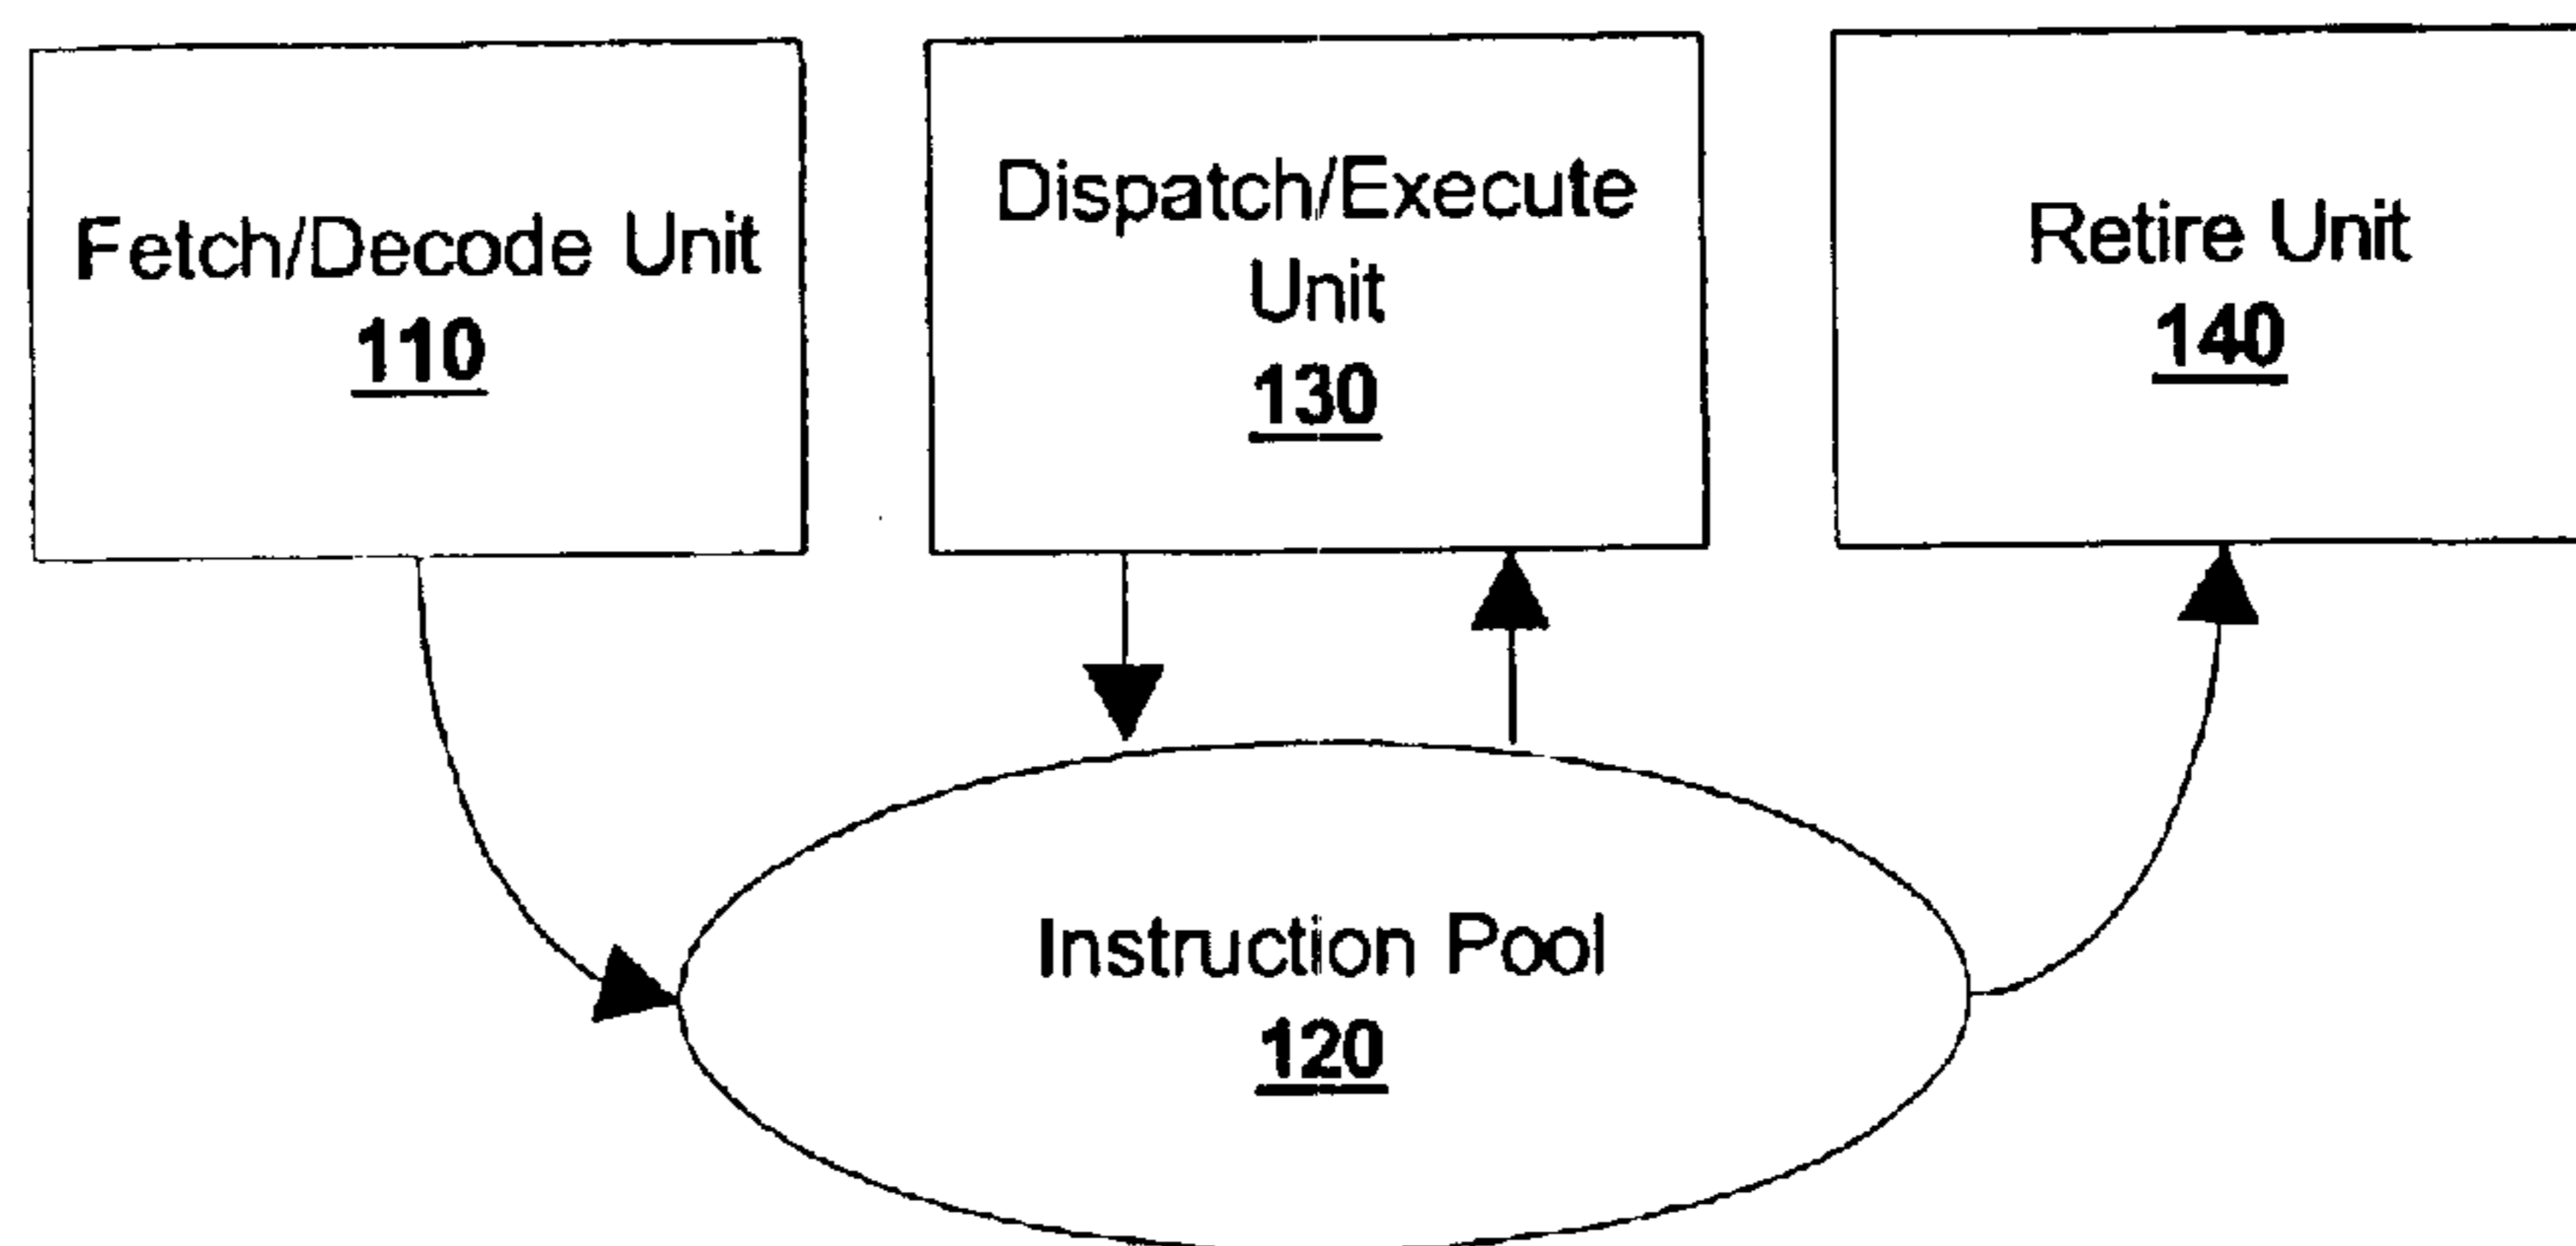 Fetch/Decode Unit
110
Dispatch/Execute
Unit
130
Retire Unit
140
Instruction Pool
120